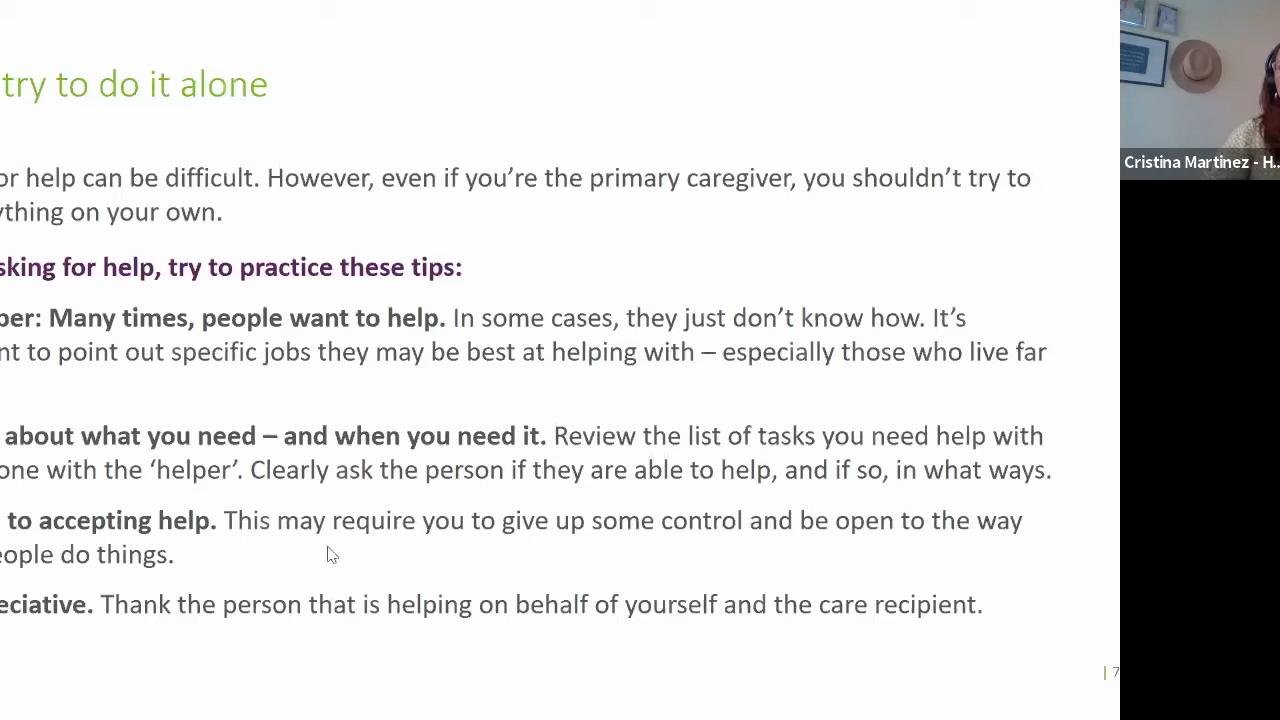 try to do it alone
or help can be difficult. However, even if you’re the primary caregiver, you shouldn’t try to
ything on your own.
sking for help, try to practice these tips:
per: Many times, people want to help. In some cases, they just don’t know how. It’s
nt to point out specific jobs they may be best at helping with – especially those who live far
about what you need – and when you need it. Review the list of tasks you need help with
one with the ‘helper’. Clearly ask the person if they are able to help, and if so, in what ways.
to accepting help. This may require you to give up some control and be open to the way
eople do things.
eciative. Thank the person that is helping on behalf of yourself and the care recipient.
| 7
Cristina Martinez - H...